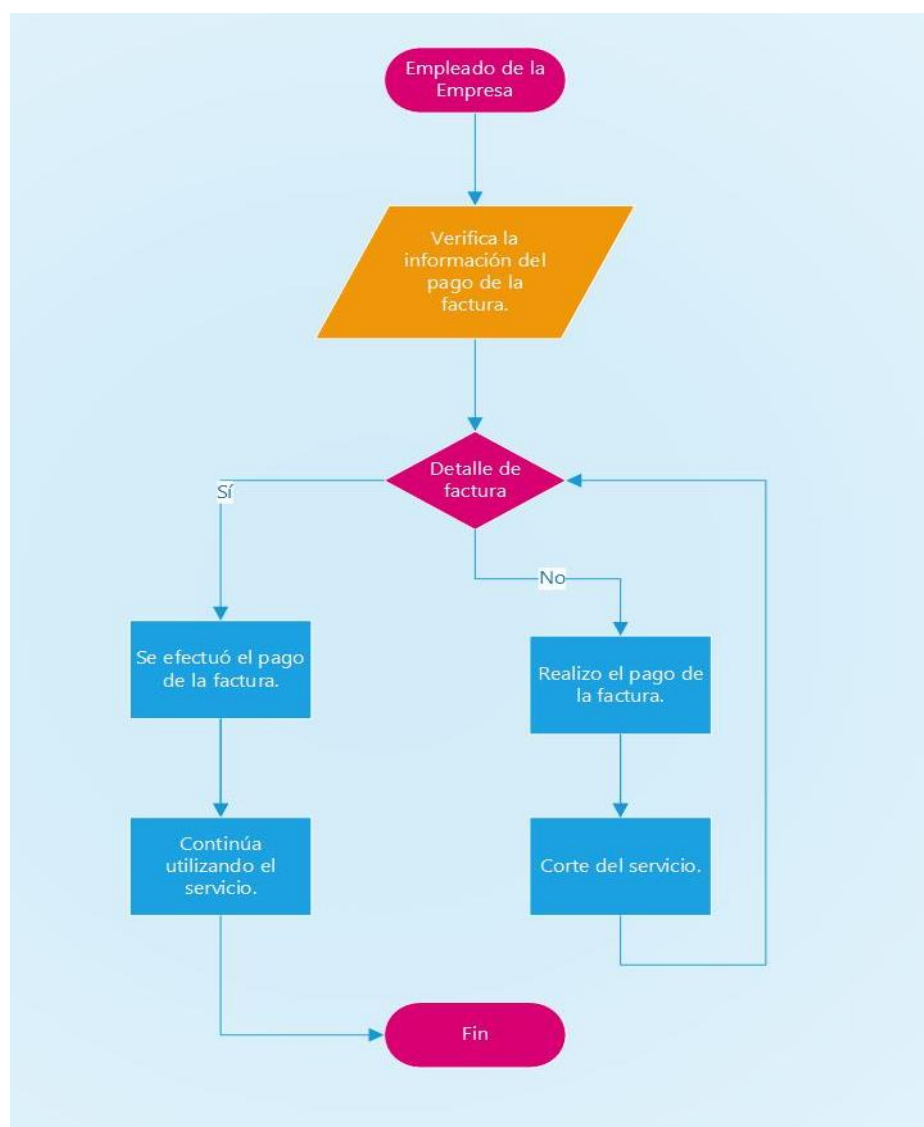 Empleado de la
Empresa
Verifica la
información del
pago de la
factura.
Detalle de
factura
Sí
No
Se efectuó el pago
de la factura.
Realizo el pago de
la factura.
Continúa
utilizando el
servicio.
Corte del servicio.
Fin